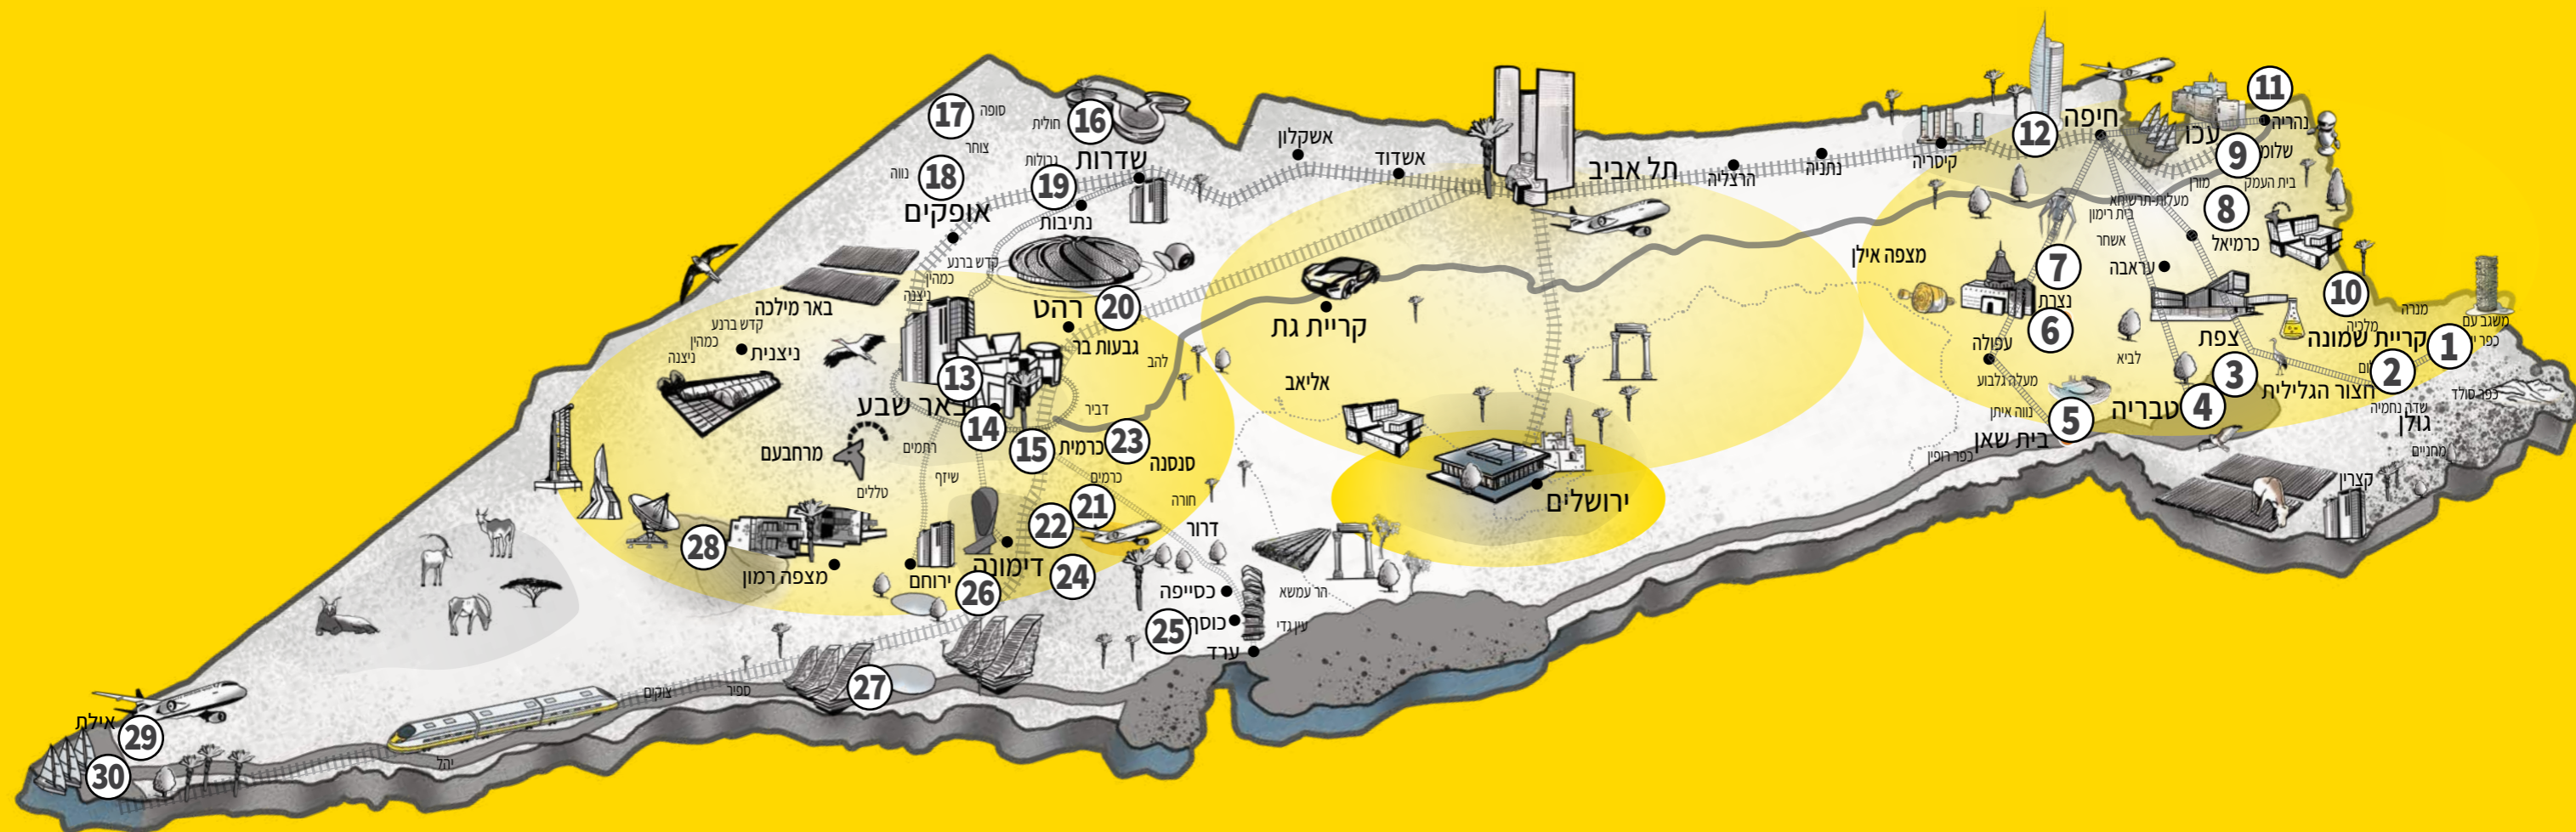 11
12
חיפה
עכו
נהריה
9
שלומ
מורן
בית העמק
מעלות-תרשיחא
בית רימון
8
אשחר
כרמיאל
עראבה
7
נצרת
6
עפולה
מעלה גלבוע
נווה איתן
5
בית שאן
כפר רופין
לביא
צפת
3
4
טבריה
חצור הגלילית
10
מנרה
מלכיה
קריית שמונה
1
2
משגב עם
כפר סולד
שדה נחמיה
גולן
מחניים
קצרין
מצפה אילן
קיסריה
נתניה
הרצליה
תל אביב
אשדוד
אשקלון
קריית גת
אליאב
ירושלים
17
סופה
חולית
16
צוחר
שדרות
גבולות
נווה
18
19
אופקים
נתיבות
קדש ברנע
כמהין
ניצנה
באר מילכה
רהט
20
גבעות בר
להב
קדש ברנע
כמהין
ניצנה
ניצנית
13
באר שבע
14
דביר
15
כרמית
23
סנסנה
כרמים
חורה
מרחבעם
רתמים
שיזף
טללים
21
22
דרור
28
מצפה רמון
ירוחם
דימונה
24
26
כסייפה
הר עמשא
25
כוסף
עין גדי
ערד
27
ספיר
צוקים
יהל
אילת
29
30